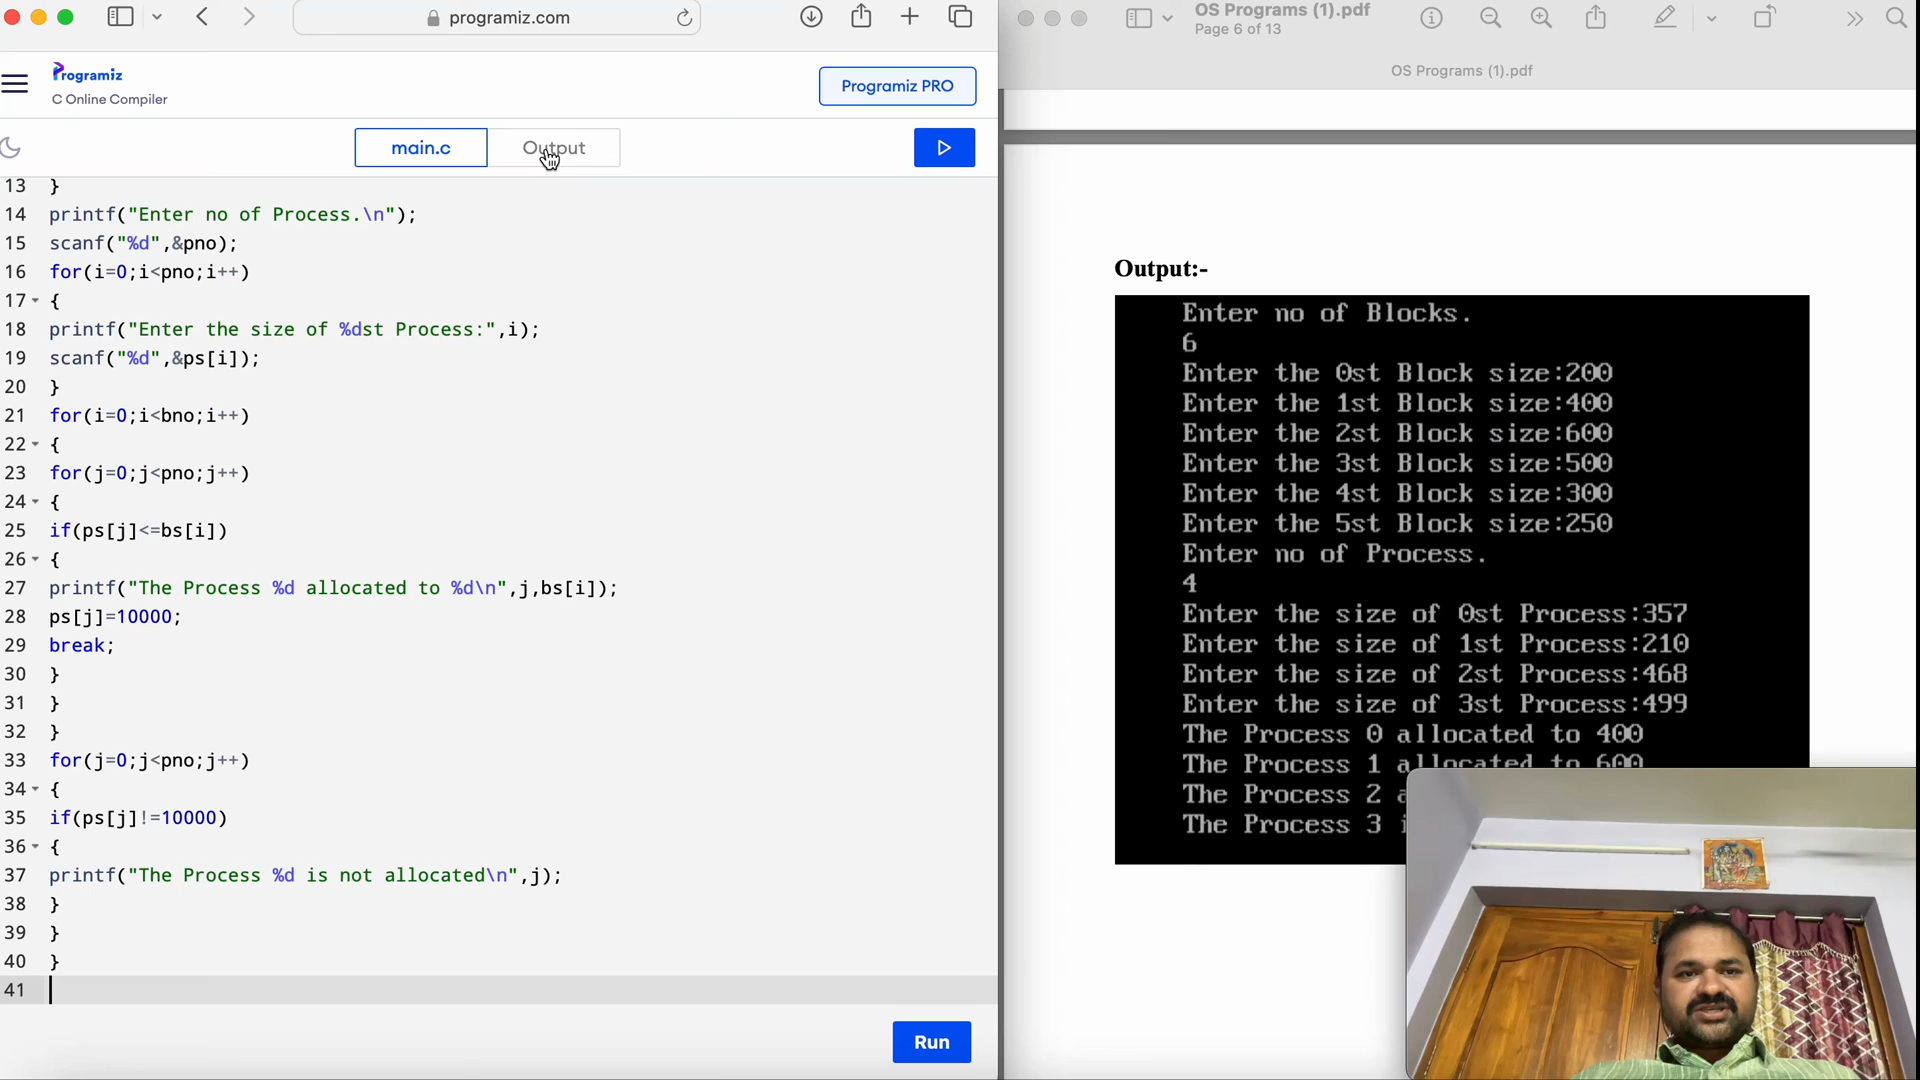 programiz.com
Programiz
C Online Compiler
Programiz PRO
main.c
Output
13 }
14 printf("Enter no of Process.\n");
15 scanf("%d",&pno);
16 for(i=0;i<pno;i++)
17 {
18 printf("Enter the size of %dst Process:",i);
19 scanf("%d",&ps[i]);
20 }
21 for(i=0;i<bno;i++)
22 {
23 for(j=0;j<pno;j++)
24 {
25 if(ps[j]<=bs[i])
26 {
27 printf("The Process %d allocated to %d\n",j,bs[i]);
28 ps[j]=10000;
29 break;
30 }
31 }
32 }
33 for(j=0;j<pno;j++)
34 {
35 if(ps[j]!=10000)
36 {
37 printf("The Process %d is not allocated\n",j);
38 }
39 }
40 }
41
Run
OS Programs (1).pdf
Page 6 of 13
OS Programs (1).pdf
Output:-
Enter no of Blocks.
6
Enter the 0st Block size:200
Enter the 1st Block size:400
Enter the 2st Block size:600
Enter the 3st Block size:500
Enter the 4st Block size:300
Enter the 5st Block size:250
Enter no of Process.
4
Enter the size of 0st Process:357
Enter the size of 1st Process:210
Enter the size of 2st Process:468
Enter the size of 3st Process:499
The Process 0 allocated to 400
The Process 1 allocated to 600
The Process 2
The Process 3